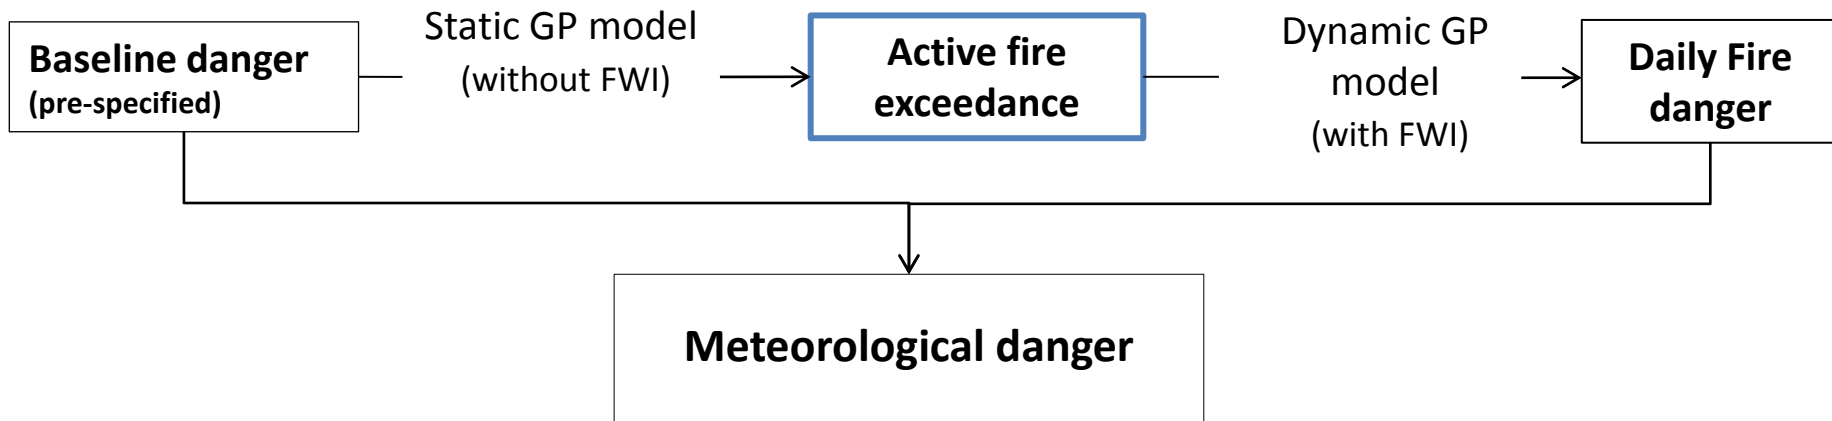 Baseline danger
(pre-specified)
Static GP model
(without FWI)
Active fire
exceedance
Dynamic GP
model
(with FWI)
Daily Fire
danger
Meteorological danger